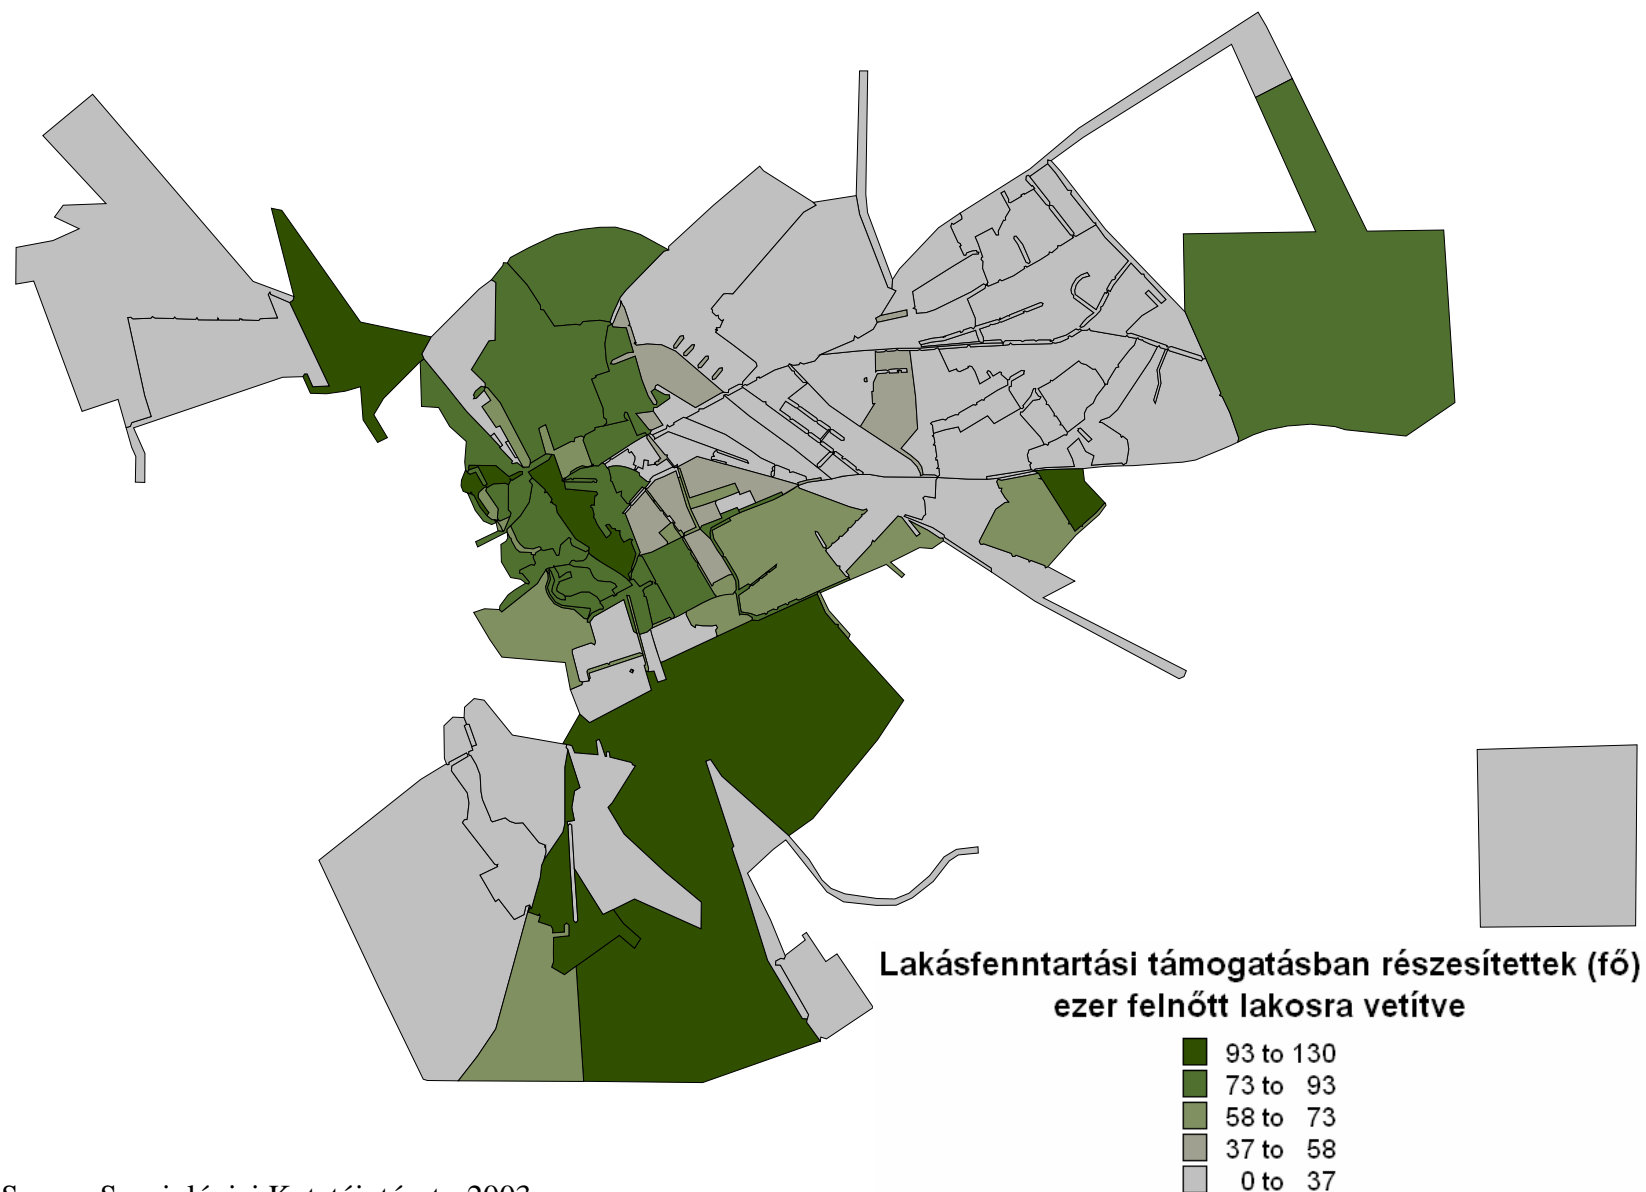 Lakásfenntartási támogatásban részesítettek (fő)
ezer felnőtt lakosra vetítve
93 to 130
73 to 93
58 to 73
37 to 58
0 to 37
2003